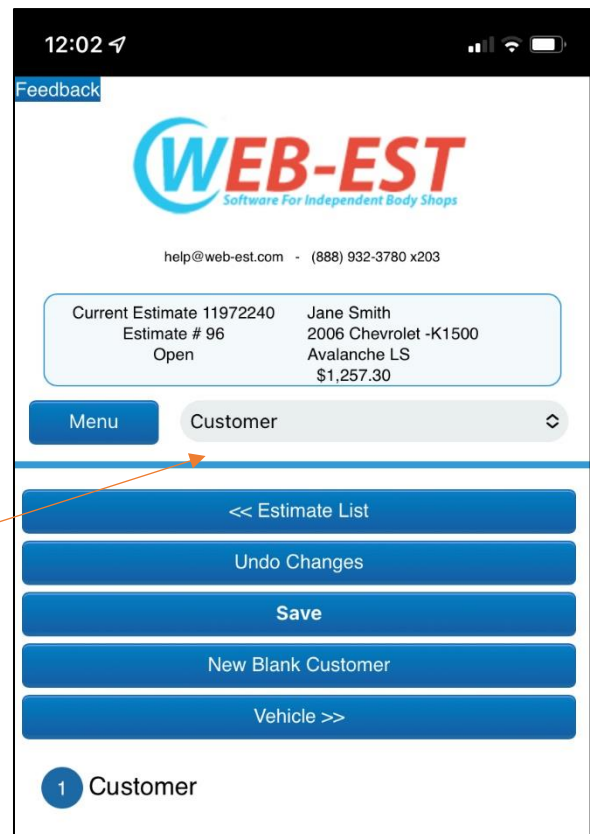 12:02
Feedback
WEB-EST
Software For Independent Body Shops
help@web-est.com - (888) 932-3780 x203
Current Estimate 11972240
Estimate # 96
Open
Jane Smith
2006 Chevrolet -K1500
Avalanche LS
$1,257.30
Menu
Customer
<< Estimate List
Undo Changes
Save
New Blank Customer
Vehicle >>
1 Customer